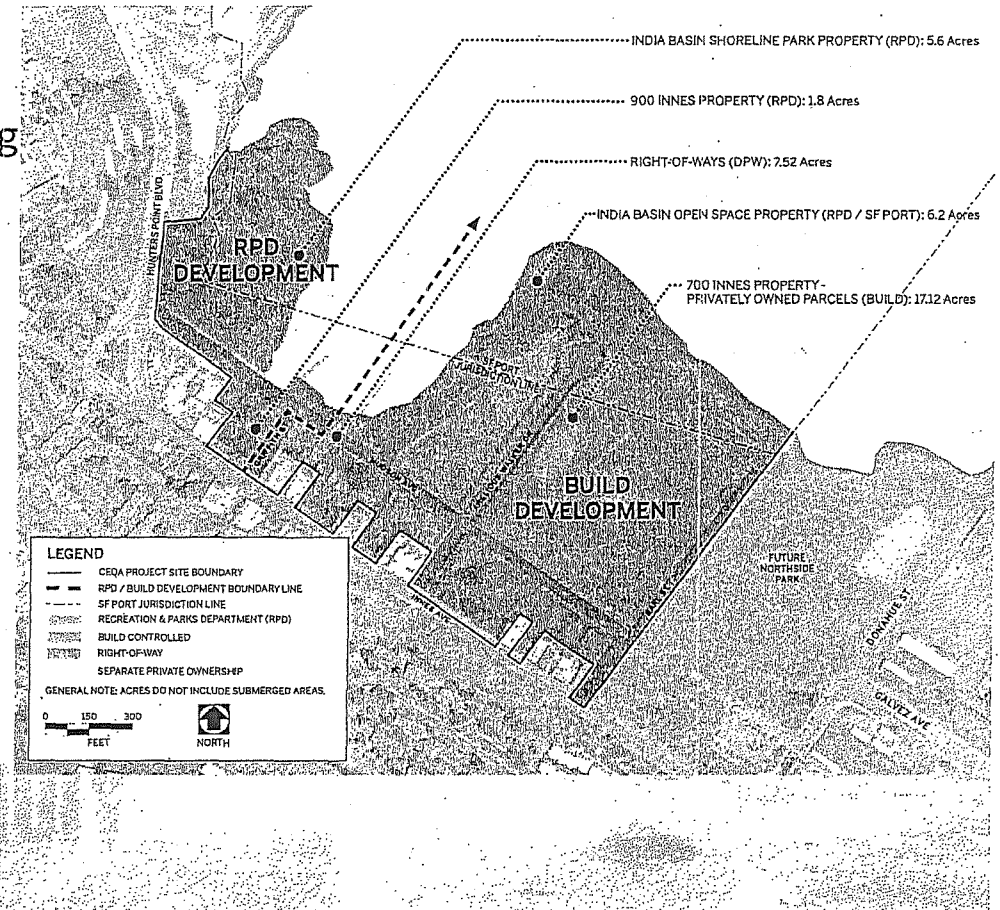 g
INDIA BASIN SHORELINE PARK PROPERTY (RPD): 5.6 Acres
900 INNES PROPERTY (RPD): 1.8 Acres
RIGHT-OF-WAYS (DPW): 7.52 Acres
INDIA BASIN OPEN SPACE PROPERTY (RPD / SF PORT): 6.2 Acres
700 INNES PROPERTY -
PRIVATELY OWNED PARCELS (BUILD): 17.12 Acres
HUNTERS POINT BLVD
RPD
DEVELOPMENT
SF PORT
JURISDICTION LINE
BUILD
DEVELOPMENT
INNES AVE
FUTURE
NORTHSIDE
PARK
DONAHUE ST
GALVEZ AVE
LEGEND
CEQA PROJECT SITE BOUNDARY
RPD / BUILD DEVELOPMENT BOUNDARY LINE
SF PORT JURISDICTION LINE
RECREATION & PARKS DEPARTMENT (RPD)
BUILD CONTROLLED
RIGHT-OF-WAY
SEPARATE PRIVATE OWNERSHIP
GENERAL NOTE: ACRES DO NOT INCLUDE SUBMERGED AREAS.
0 150 300
FEET
NORTH